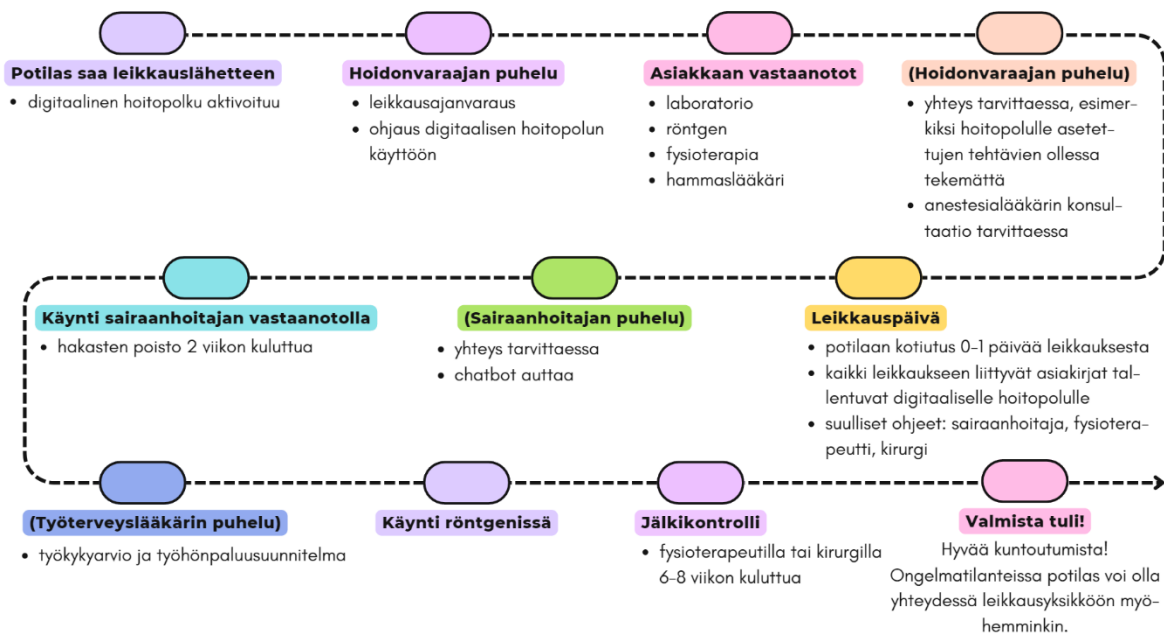 Potilas saa leikkauslähetteen
• digitaalinen hoitopolku aktivoituu
Hoidonvaraajan puhelu
• leikkausajanvaraus
• ohjaus digitaalisen hoitopolun
käyttöön
Asiakkaan vastaanotot
• laboratorio
• röntgen
• fysioterapia
• hammaslääkäri
(Hoidonvaraajan puhelu)
• yhteys tarvittaessa, esimer-
kiksi hoitopolulle asetet-
tujen tehtävien ollessa
tekemättä
• anestesialääkärin konsul-
taatio tarvittaessa
Leikkauspäivä
• potilaan kotiutus 0-1 päivää leikkauksesta
• kaikki leikkaukseen liittyvät asiakirjat tal-
lentuvat digitaaliselle hoitopolulle
• suulliset ohjeet: sairaanhoitaja, fysiotera-
peutti, kirurgi
(Sairaanhoitajan puhelu)
• yhteys tarvittaessa
• chatbot auttaa
Käynti sairaanhoitajan vastaanotolla
• hakasten poisto 2 viikon kuluttua
(Työterveyslääkärin puhelu)
• työkykyarvio ja työhönpaluusuunnitelma
Käynti röntgenissä
Jälkikontrolli
• fysioterapeutilla tai kirurgilla
6-8 viikon kuluttua
Valmista tuli!
Hyvää kuntoutumista!
Ongelmatilanteissa potilas voi olla
yhteydessä leikkausyksikköön myö-
hemminkin.